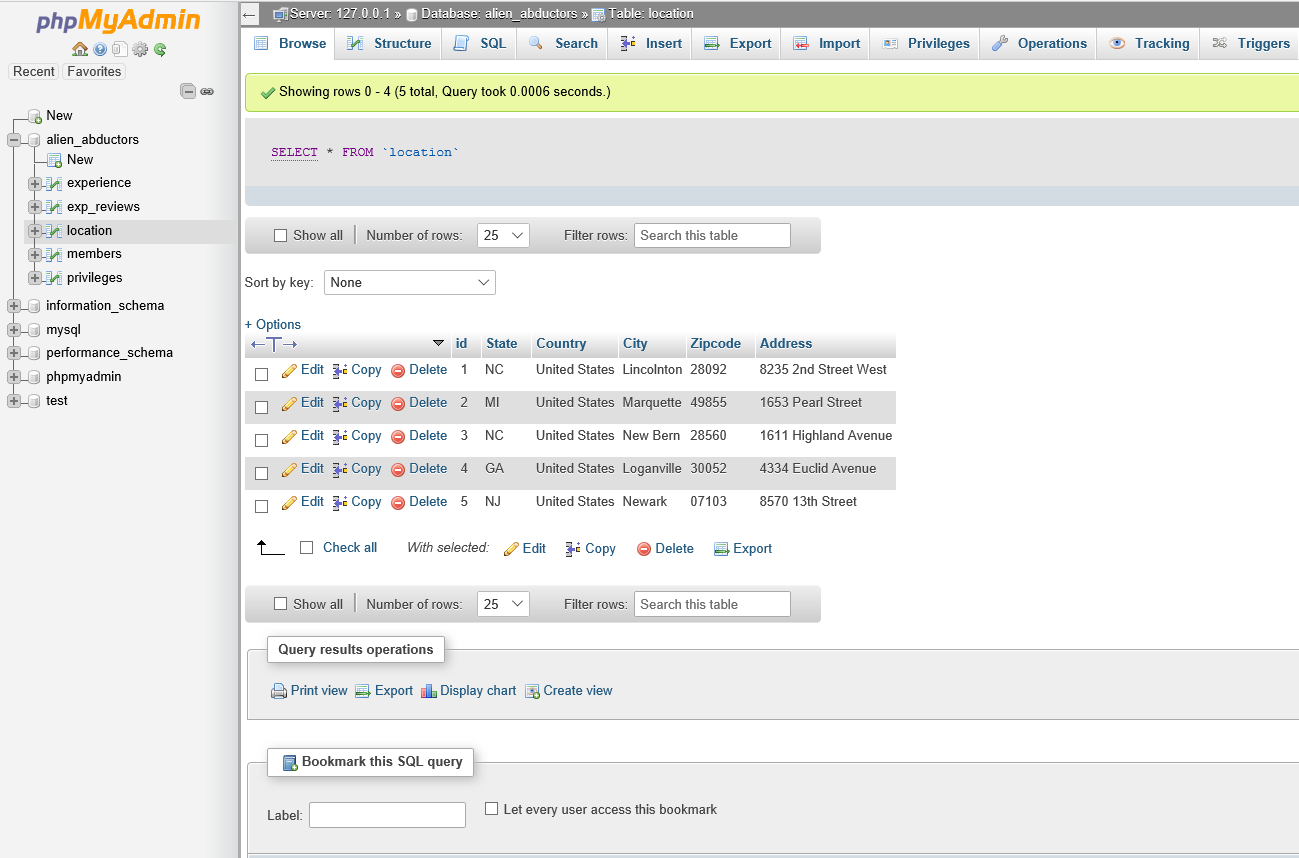 phpMyAdmin
Recent Favorites
New
alien_abductors
New
experience
exp_reviews
location
members
privileges
information_schema
mysql
performance_schema
phpmyadmin
test
Server: 127.0.0.1 » Database: alien_abductors » Table: location
Browse Structure SQL Search Insert Export Import Privileges Operations Tracking Triggers
Showing rows 0 - 4 (5 total, Query took 0.0006 seconds.)
SELECT * FROM `location`
Show all Number of rows: 25 Filter rows: Search this table
Sort by key: None
+ Options
id State Country City Zipcode Address
Edit Copy Delete 1 NC United States Lincolnton 28092 8235 2nd Street West
Edit Copy Delete 2 MI United States Marquette 49855 1653 Pearl Street
Edit Copy Delete 3 NC United States New Bern 28560 1611 Highland Avenue
Edit Copy Delete 4 GA United States Loganville 30052 4334 Euclid Avenue
Edit Copy Delete 5 NJ United States Newark 07103 8570 13th Street
Check all With selected: Edit Copy Delete Export
Show all Number of rows: 25 Filter rows: Search this table
Query results operations
Print view Export Display chart Create view
Bookmark this SQL query
Label: Let every user access this bookmark